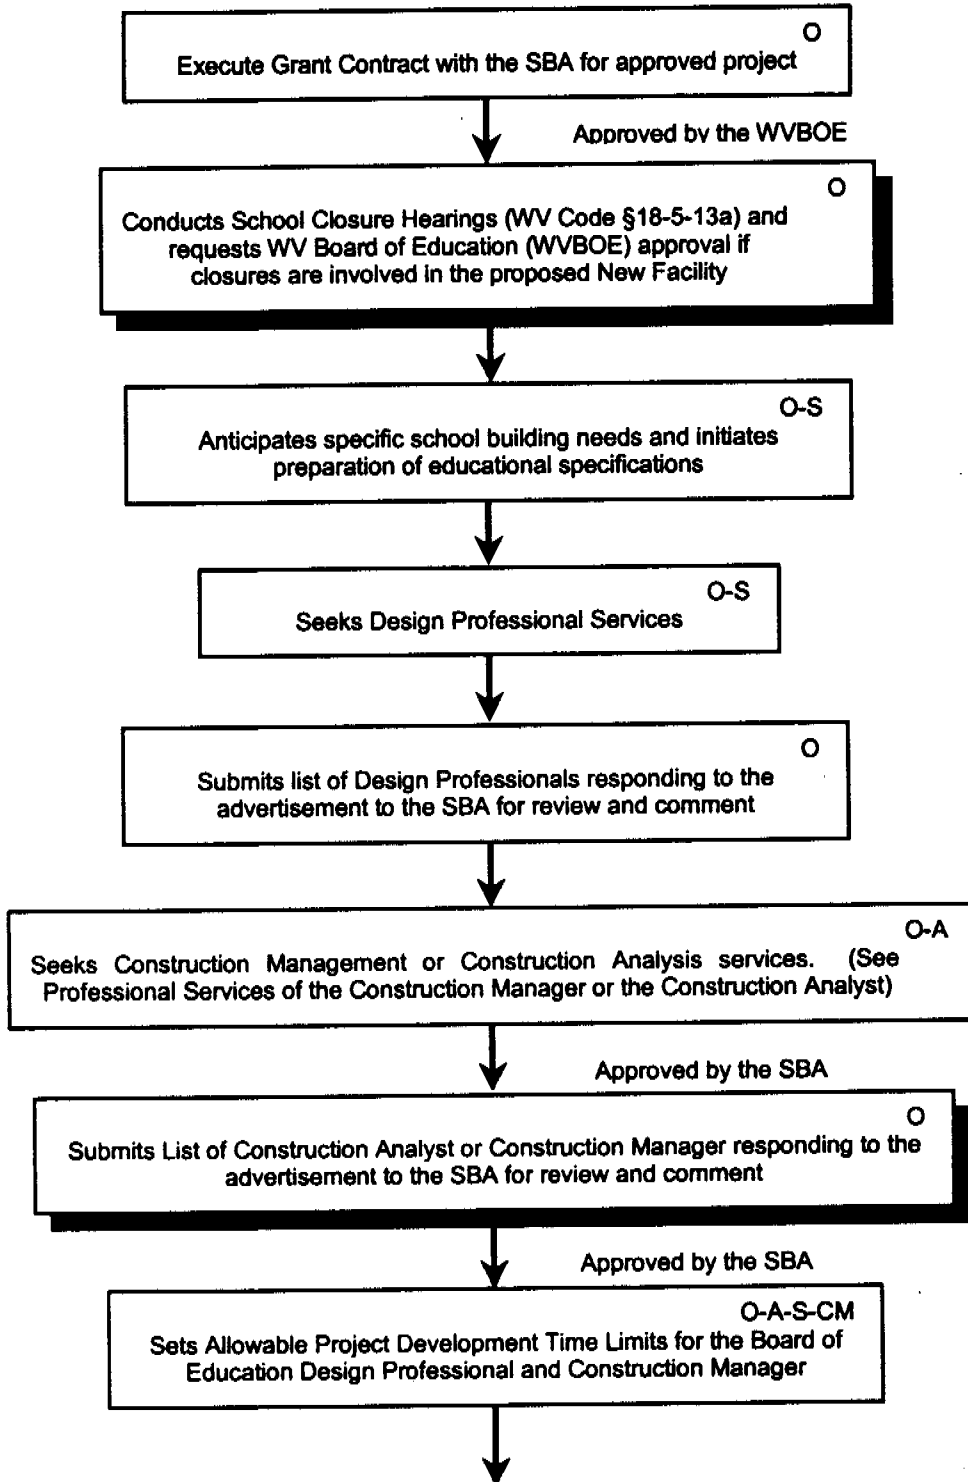 O
Execute Grant Contract with the SBA for approved project
Approved by the WVBOE
O
Conducts School Closure Hearings (WV Code §18-5-13a) and
requests WV Board of Education (WVBOE) approval if
closures are involved in the proposed New Facility
O-S
Anticipates specific school building needs and initiates
preparation of educational specifications
O-S
Seeks Design Professional Services
O
Submits list of Design Professionals responding to the
advertisement to the SBA for review and comment
O-A
Seeks Construction Management or Construction Analysis services. (See
Professional Services of the Construction Manager or the Construction Analyst)
Approved by the SBA
O
Submits List of Construction Analyst or Construction Manager responding to the
advertisement to the SBA for review and comment
Approved by the SBA
O-A-S-CM
Sets Allowable Project Development Time Limits for the Board of
Education Design Professional and Construction Manager